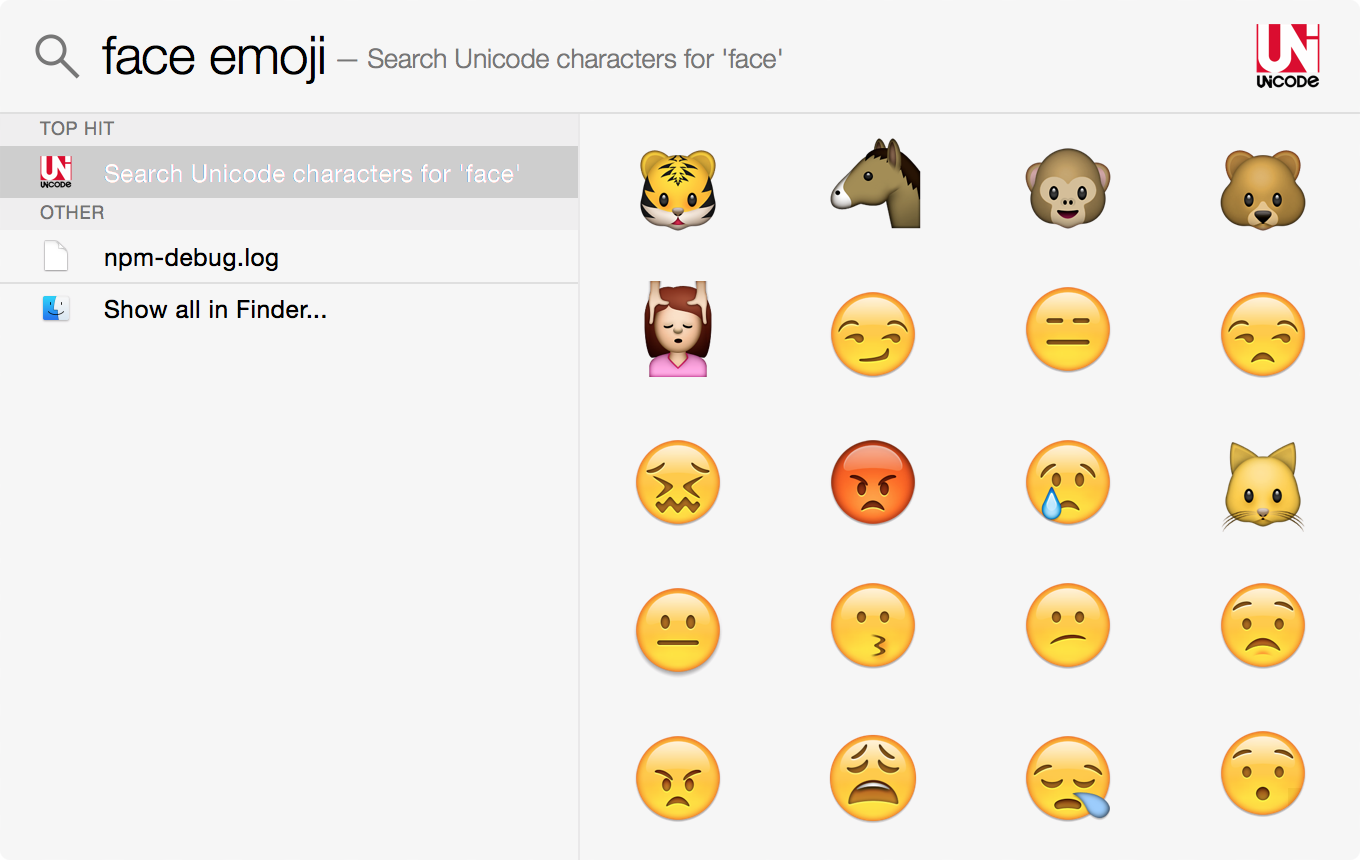 face emoji — Search Unicode characters for 'face'
UNi
UNiCODE
TOP HIT
UNi
UNiCODE
Search Unicode characters for 'face'
OTHER
npm-debug.log
Show all in Finder...